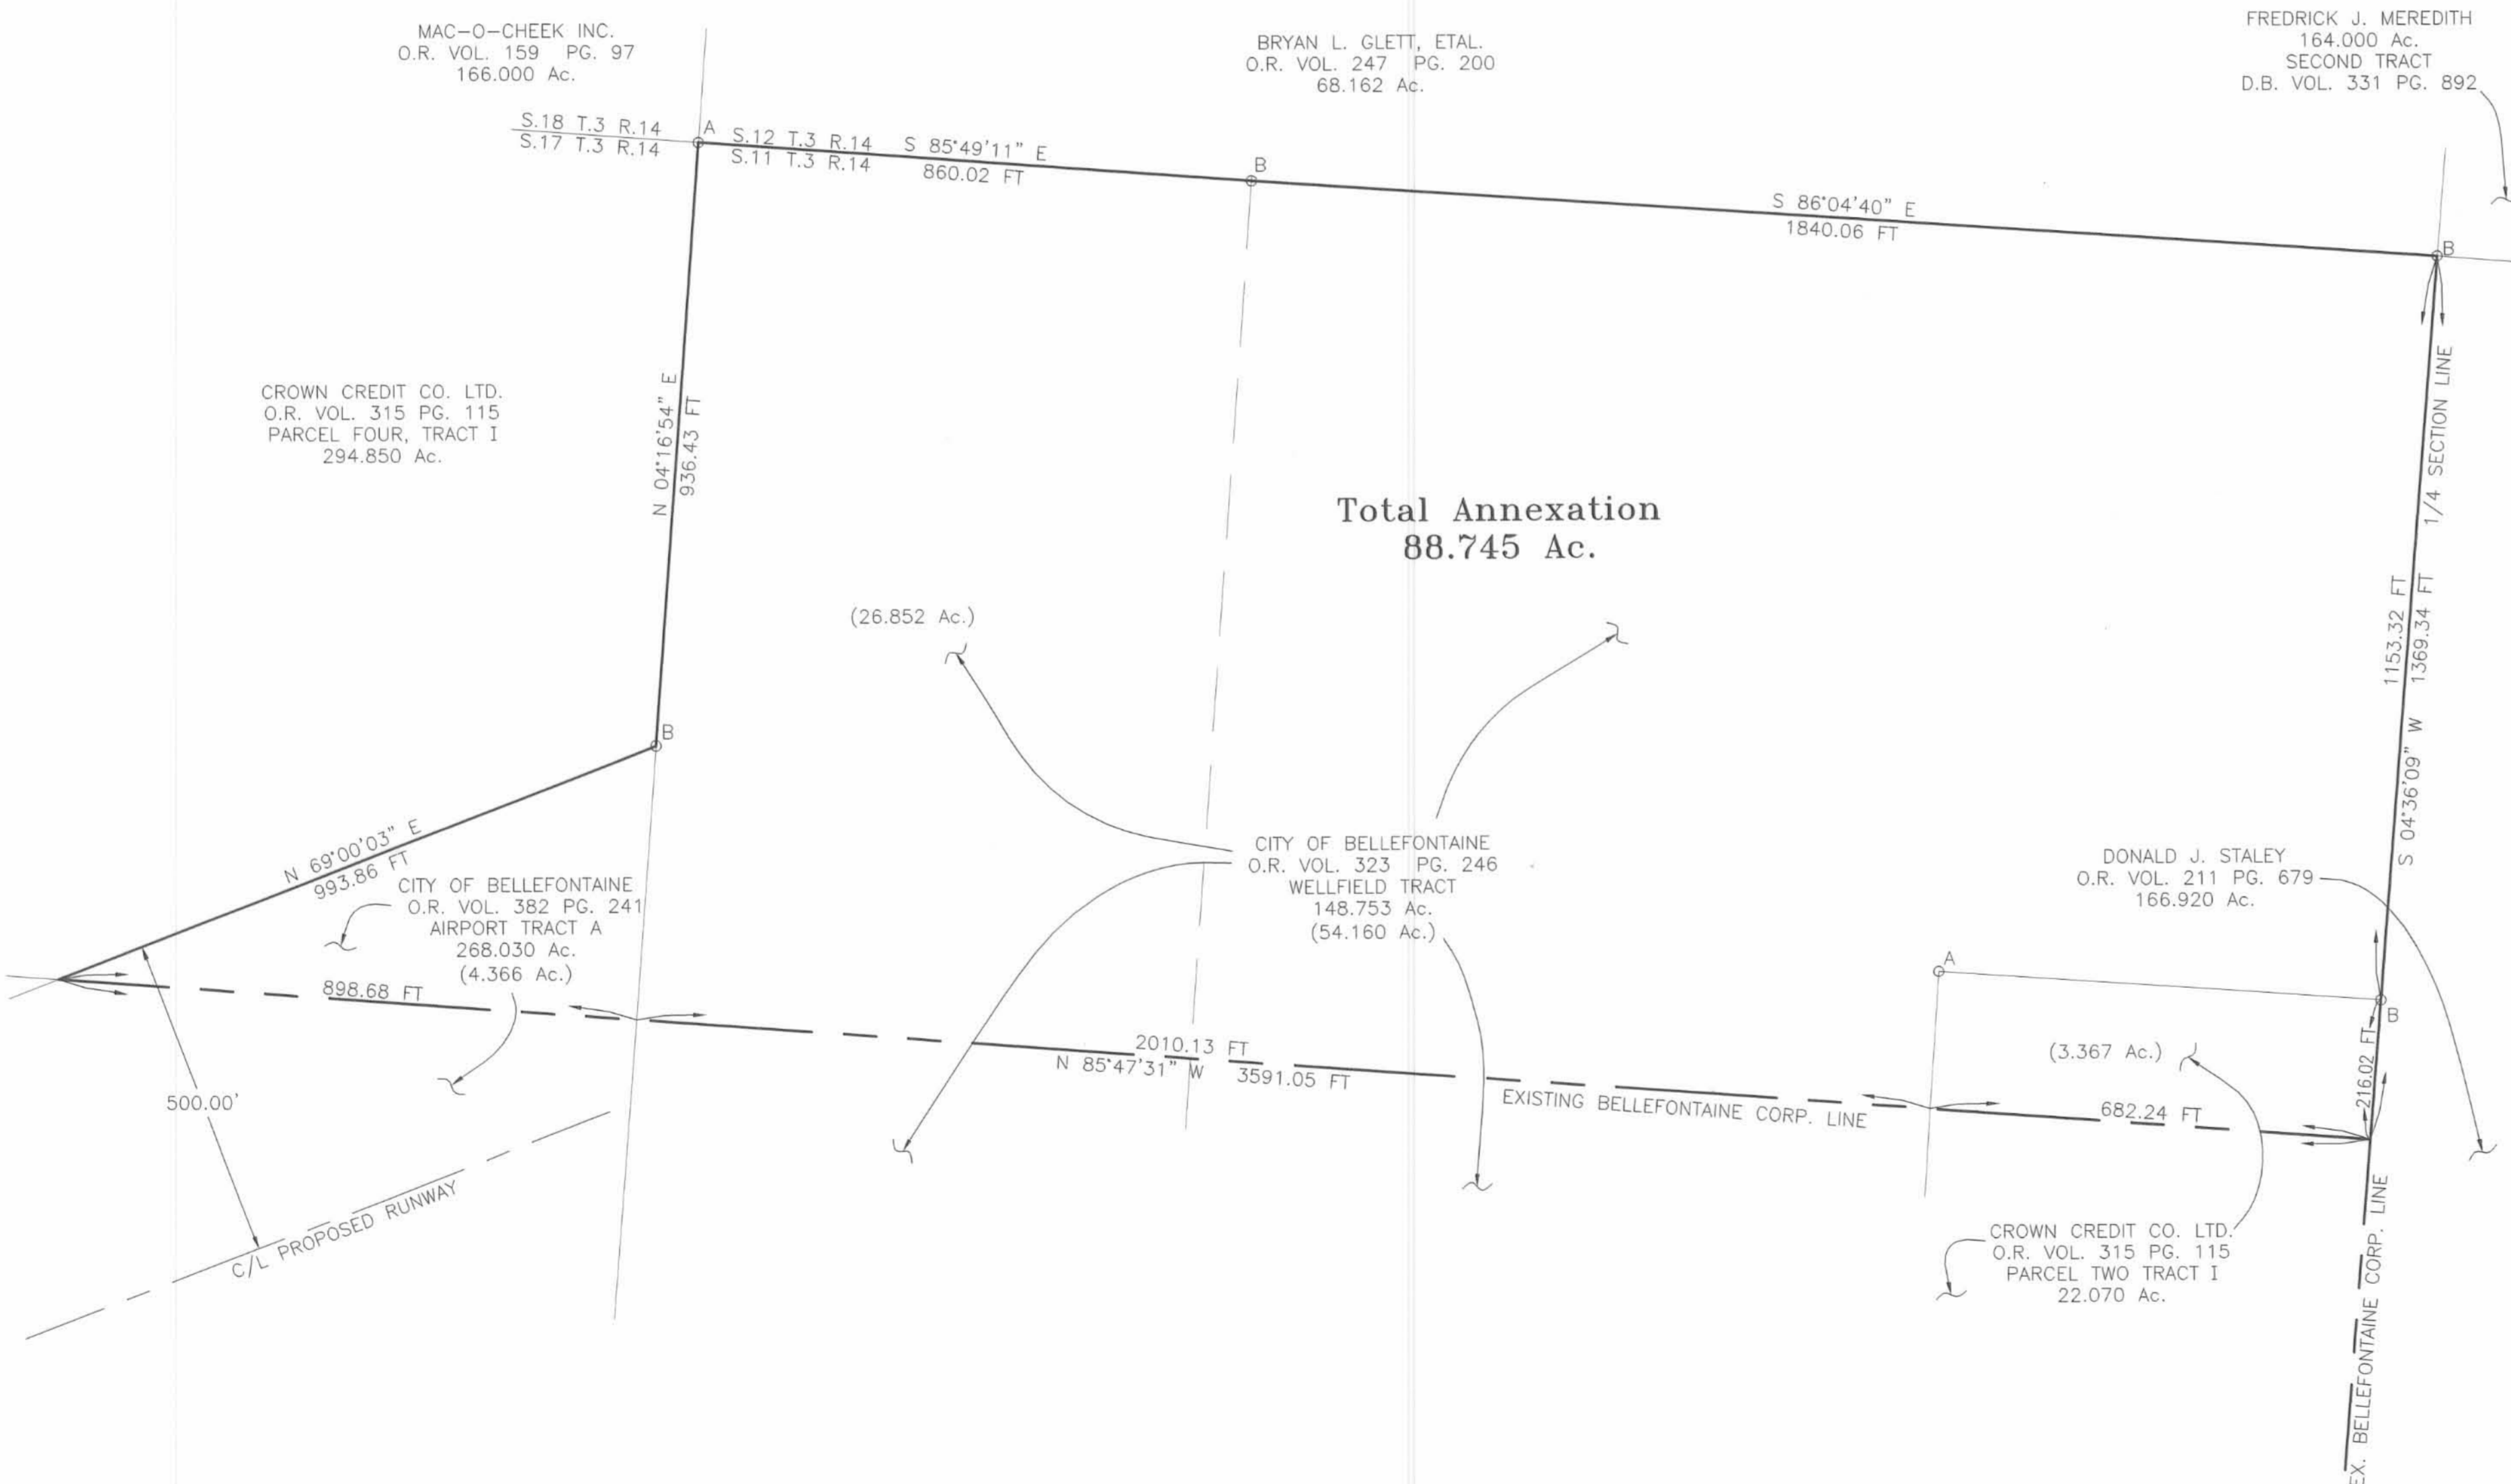 MAC-O-CHEEK INC.
O.R. VOL. 159 PG. 97
166.000 Ac.
BRYAN L. GLETT, ETAL.
O.R. VOL. 247 PG. 200
68.162 Ac.
FREDRICK J. MEREDITH
164.000 Ac.
SECOND TRACT
D.B. VOL. 331 PG. 892
S.18 T.3 R.14
S.17 T.3 R.14
A
S.12 T.3 R.14
S.11 T.3 R.14
S 85°49'11" E
860.02 FT
B
S 86°04'40" E
1840.06 FT
B
CROWN CREDIT CO. LTD.
O.R. VOL. 315 PG. 115
PARCEL FOUR, TRACT I
294.850 Ac.
N 04°16'54" E
936.43 FT
Total Annexation
88.745 Ac.
1/4 SECTION LINE
1153.32 FT
1369.34 FT
S 04°36'09" W
(26.852 Ac.)
B
N 69°00'03" E
993.86 FT
CITY OF BELLEFONTAINE
O.R. VOL. 382 PG. 241
AIRPORT TRACT A
268.030 Ac.
(4.366 Ac.)
CITY OF BELLEFONTAINE
O.R. VOL. 323 PG. 246
WELLFIELD TRACT
148.753 Ac.
(54.160 Ac.)
DONALD J. STALEY
O.R. VOL. 211 PG. 679
166.920 Ac.
A
B
898.68 FT
2010.13 FT
N 85°47'31" W
3591.05 FT
EXISTING BELLEFONTAINE CORP. LINE
(3.367 Ac.)
216.02 FT
682.24 FT
500.00'
C/L PROPOSED RUNWAY
CROWN CREDIT CO. LTD.
O.R. VOL. 315 PG. 115
PARCEL TWO TRACT I
22.070 Ac.
EX. BELLEFONTAINE CORP. LINE